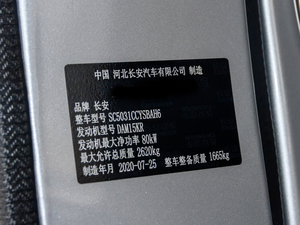 中国 河北长安汽车有限公司 制造
品牌 长安
整车型号 SC5031CCYSBAH6
发动机型号 DAM15KR
发动机最大净功率 80kW
最大允许总质量 2620kg
制造年月 2020-07-25 整车整备质量 1665kg